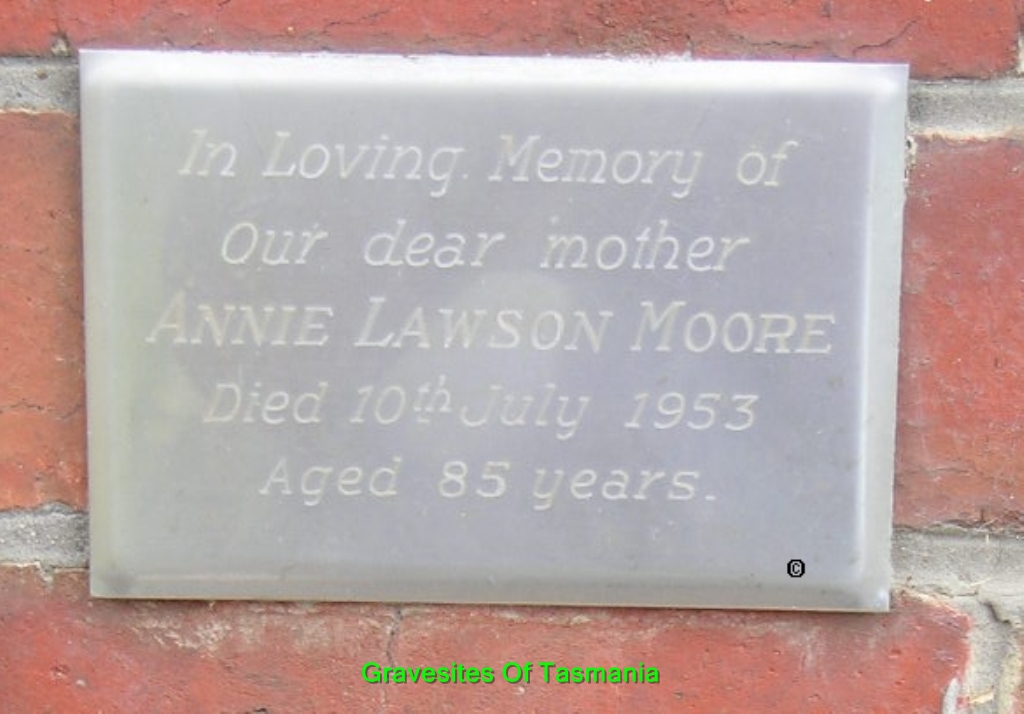 In Loving Memory of
Our dear mother
ANNIE LAWSON MOORE
Died 10th July 1953
Aged 85 years.
©
Gravesites Of Tasmania